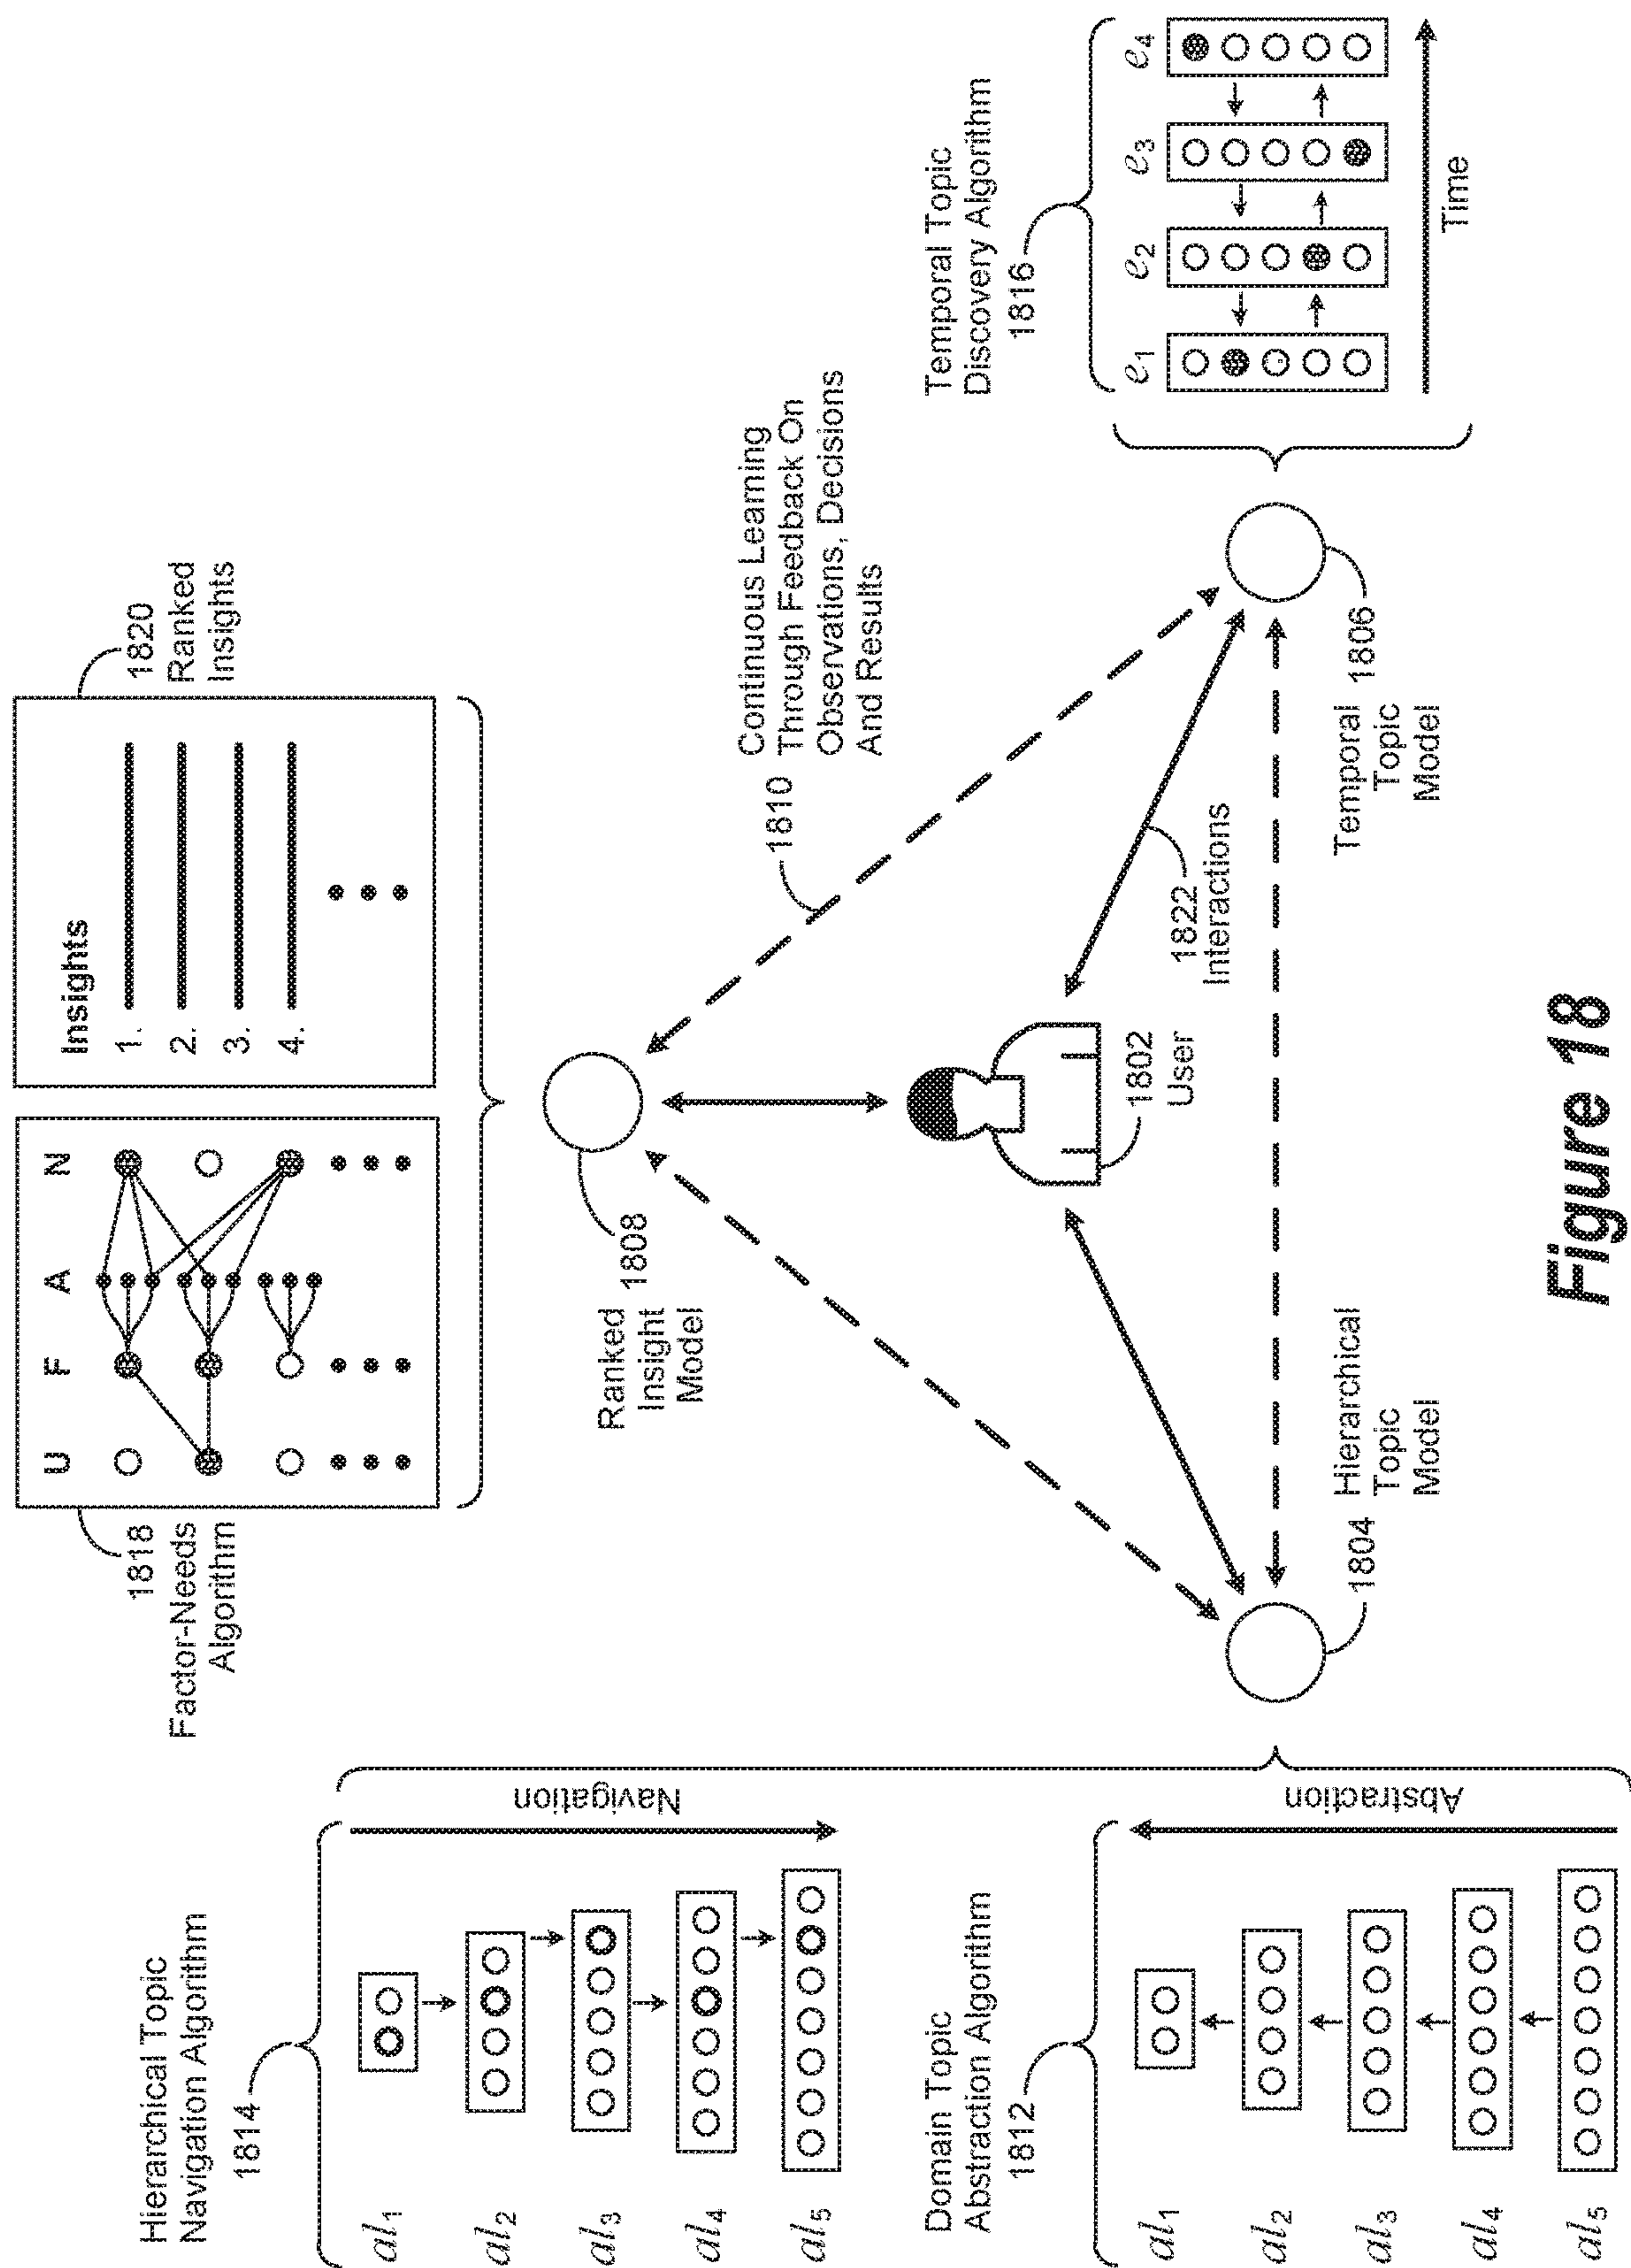 1818
Factor-Needs
Algorithm
U F A N
Insights
1.
2.
3.
4.
1820
Ranked
Insights
Hierarchical Topic
Navigation Algorithm
1814
al1
al2
al3
al4
al5
Navigation
Domain Topic
Abstraction Algorithm
1812
al1
al2
al3
al4
al5
Abstraction
Ranked 1808
Insight
Model
1810
Continuous Learning
Through Feedback On
Observations, Decisions
And Results
1802
User
1822
Interactions
1804
Hierarchical
Topic
Model
Temporal 1806
Topic
Model
Temporal Topic
Discovery Algorithm
1816
e1 e2 e3 e4
Time
Figure 18